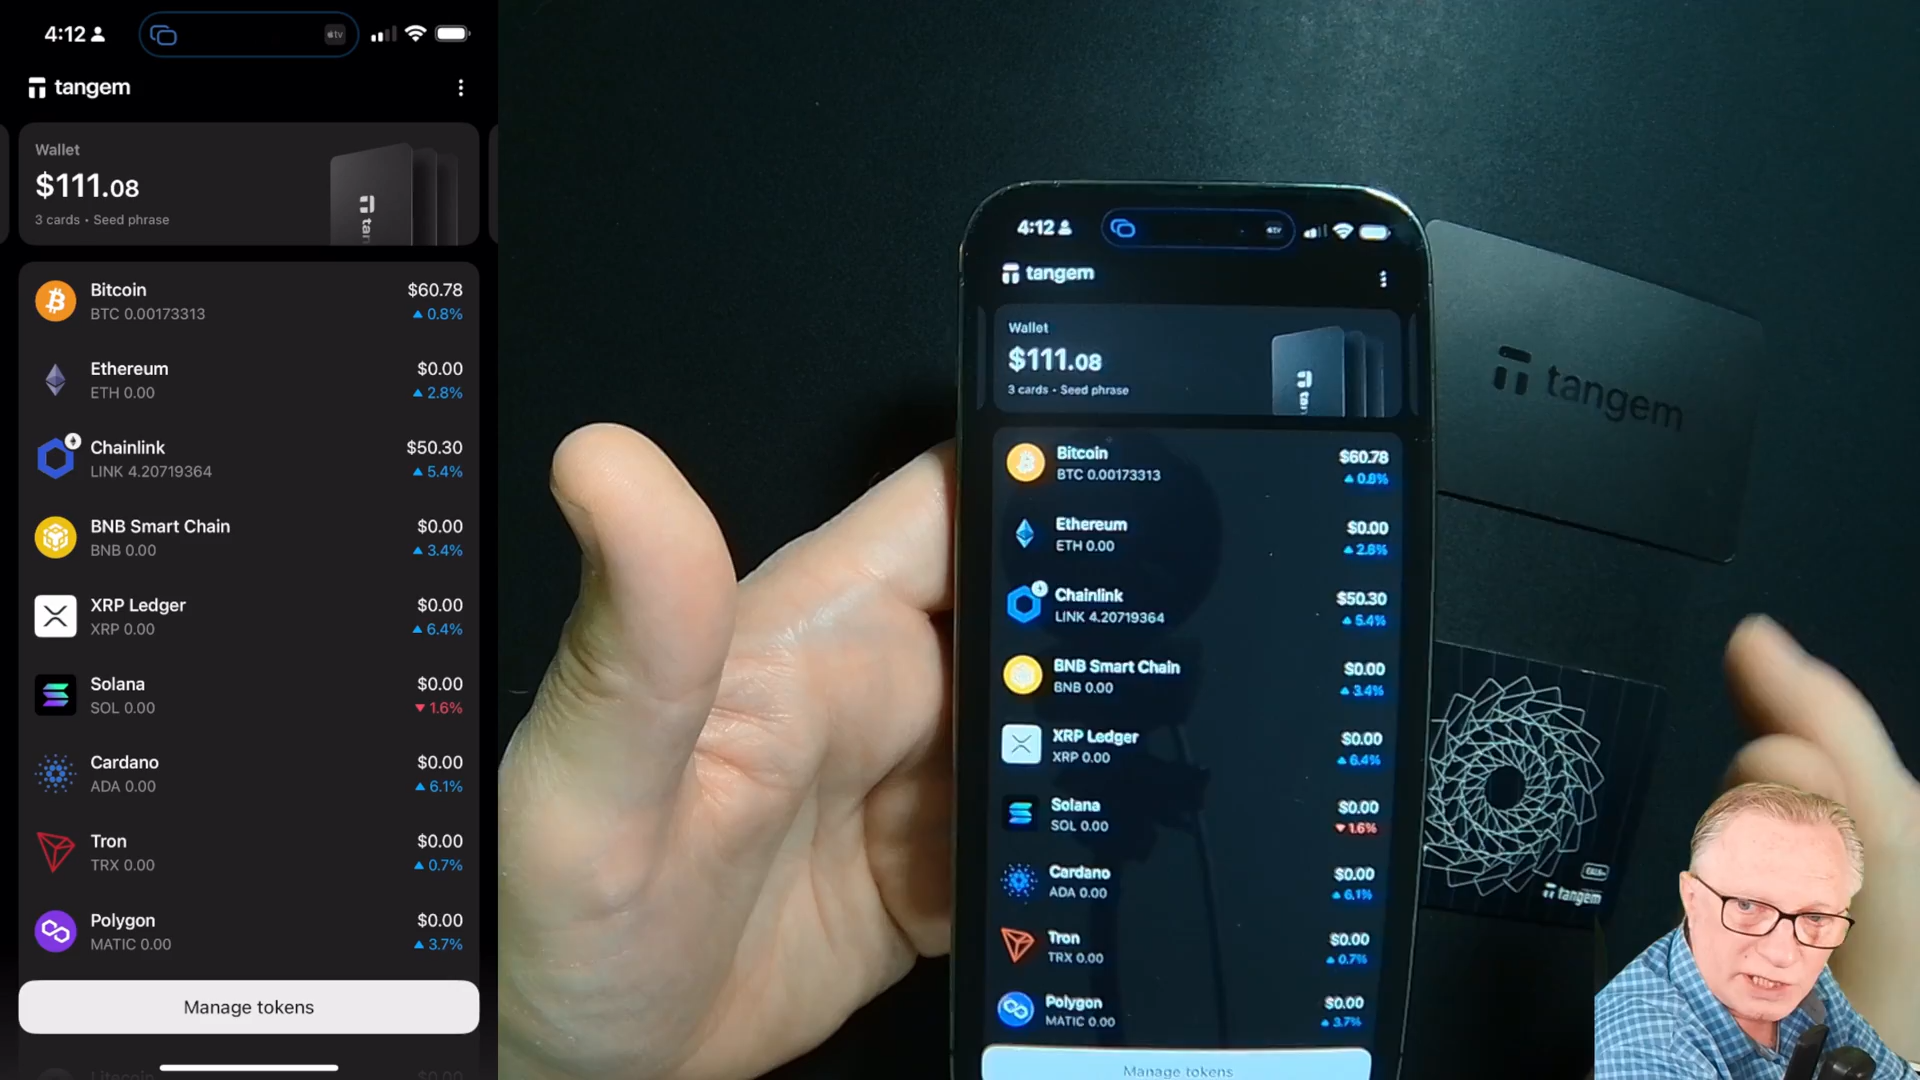 4:12
tv
tangem
Wallet
$111.08
3 cards • Seed phrase
tan
Bitcoin $60.78
BTC 0.00173313 0.8%
Ethereum $0.00
ETH 0.00 2.8%
Chainlink $50.30
LINK 4.20719364 5.4%
BNB Smart Chain $0.00
BNB 0.00 3.4%
XRP Ledger $0.00
XRP 0.00 6.4%
Solana $0.00
SOL 0.00 1.6%
Cardano $0.00
ADA 0.00 6.1%
Tron $0.00
TRX 0.00 0.7%
Polygon $0.00
MATIC 0.00 3.7%
Manage tokens
Litecoin $0.00
4:12
tangem
Wallet
$111.08
3 cards • Seed phrase
tan
Bitcoin $60.78
BTC 0.00173313 0.8%
Ethereum $0.00
ETH 0.00 2.8%
Chainlink $50.30
LINK 4.20719364 5.4%
BNB Smart Chain $0.00
BNB 0.00 3.4%
XRP Ledger $0.00
XRP 0.00 6.4%
Solana $0.00
SOL 0.00 1.6%
Cardano $0.00
ADA 0.00 6.1%
Tron $0.00
TRX 0.00 0.7%
Polygon $0.00
MATIC 0.00 3.7%
Manage tokens
tangem
tangem